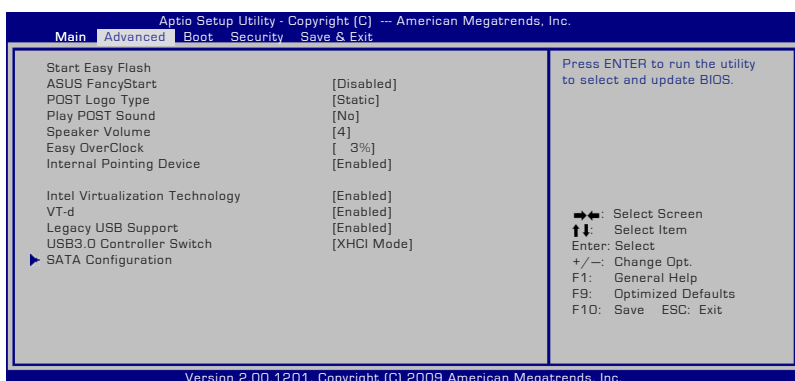 Aptio Setup Utility - Copyright (C) --- American Megatrends, Inc.
Main Advanced Boot Security Save & Exit
Start Easy Flash
ASUS FancyStart [Disabled]
POST Logo Type [Static]
Play POST Sound [No]
Speaker Volume [4]
Easy OverClock [ 3%]
Internal Pointing Device [Enabled]
Intel Virtualization Technology [Enabled]
VT-d [Enabled]
Legacy USB Support [Enabled]
USB3.0 Controller Switch [XHCI Mode]
SATA Configuration
Press ENTER to run the utility
to select and update BIOS.
→←: Select Screen
↑↓: Select Item
Enter: Select
+/—: Change Opt.
F1: General Help
F9: Optimized Defaults
F10: Save ESC: Exit
Version 2.00.1201. Copyright (C) 2009 American Megatrends, Inc.